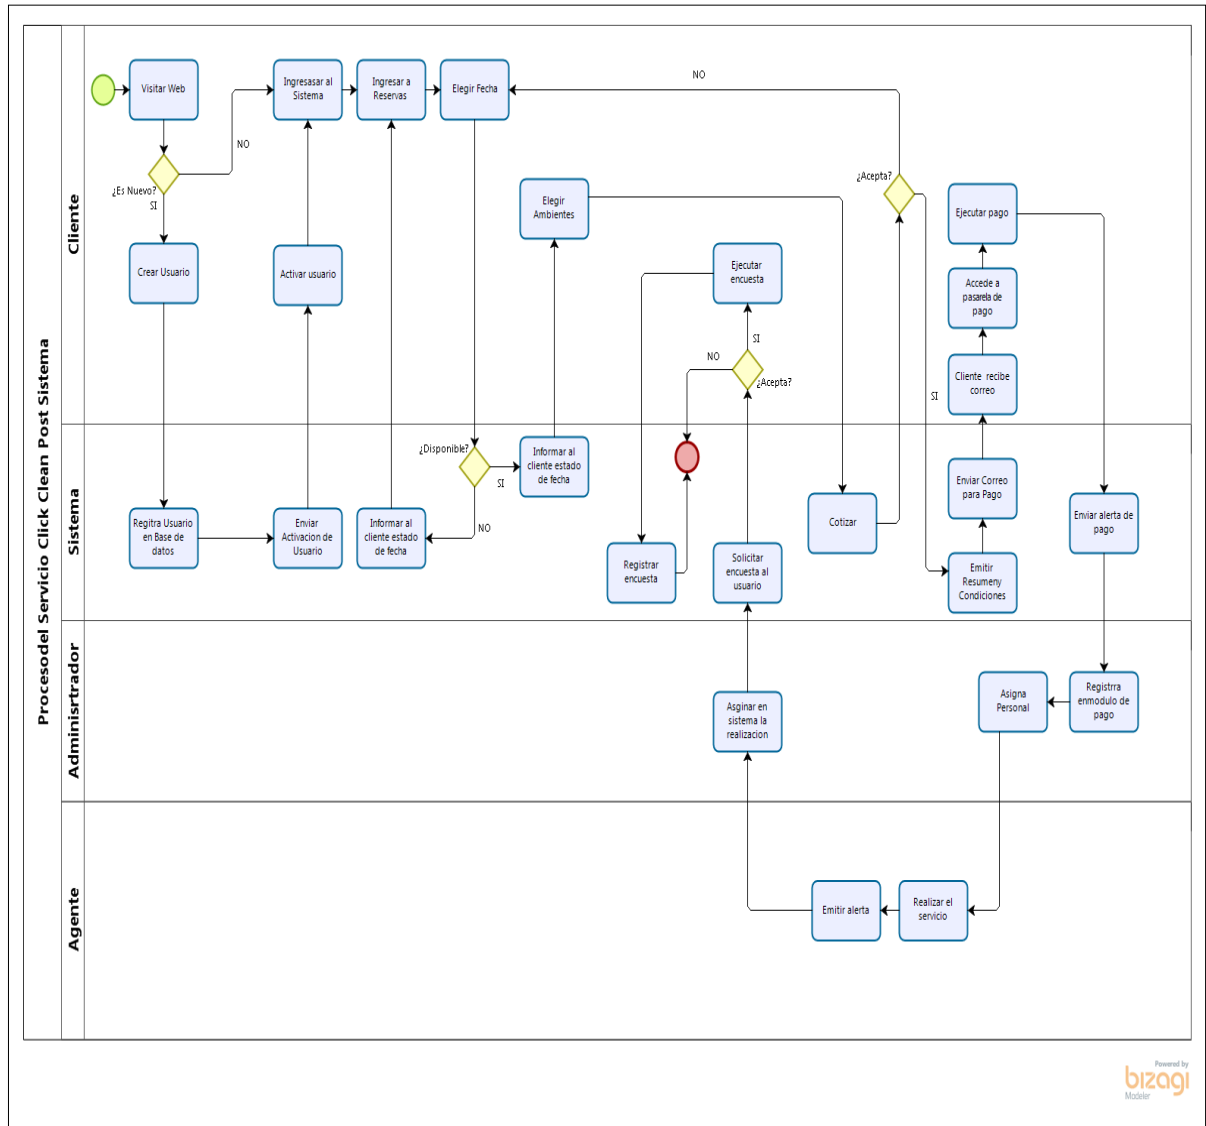 Procesodel Servicio Click Clean Post Sistema
Cliente
Visitar Web
Ingresasar al
Sistema
Ingresar a
Reservas
Elegir Fecha
NO
NO
¿Es Nuevo?
SI
Crear Usuario
Activar usuario
Elegir
Ambientes
¿Acepta?
Ejecutar pago
Ejecutar
encuesta
Accede a
pasarela de
pago
SI
NO
¿Acepta?
Cliente recibe
correo
SI
Sistema
¿Disponible?
SI
NO
Informar al
cliente estado
de fecha
Regitra Usuario
en Base de
datos
Enviar
Activacion de
Usuario
Informar al
cliente estado
de fecha
Registrar
encuesta
Solicitar
encuesta al
usuario
Cotizar
Enviar Correo
para Pago
Emitir
Resumeny
Condiciones
Enviar alerta de
pago
Adminisrtrador
Asginar en
sistema la
realizacion
Asigna
Personal
Registrra
enmodulo de
pago
Agente
Emitir alerta
Realizar el
servicio
Powered by
bizagi
Modeler